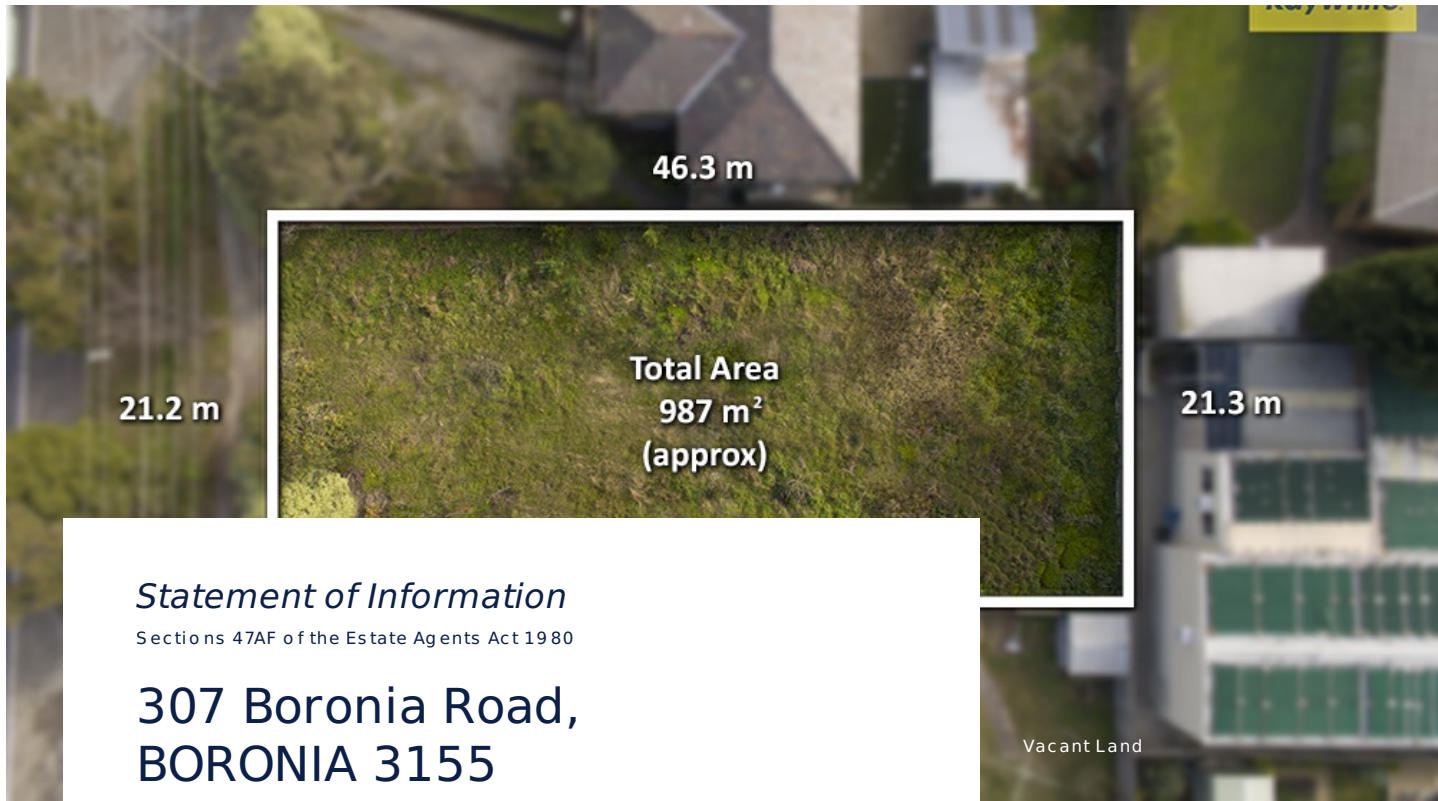 46.3 m
Total Area
987 m²
(approx)
21.2 m
21.3 m
Statement of Information
Sections 47AF of the Estate Agents Act 1980
307 Boronia Road,
BORONIA 3155
Vacant Land